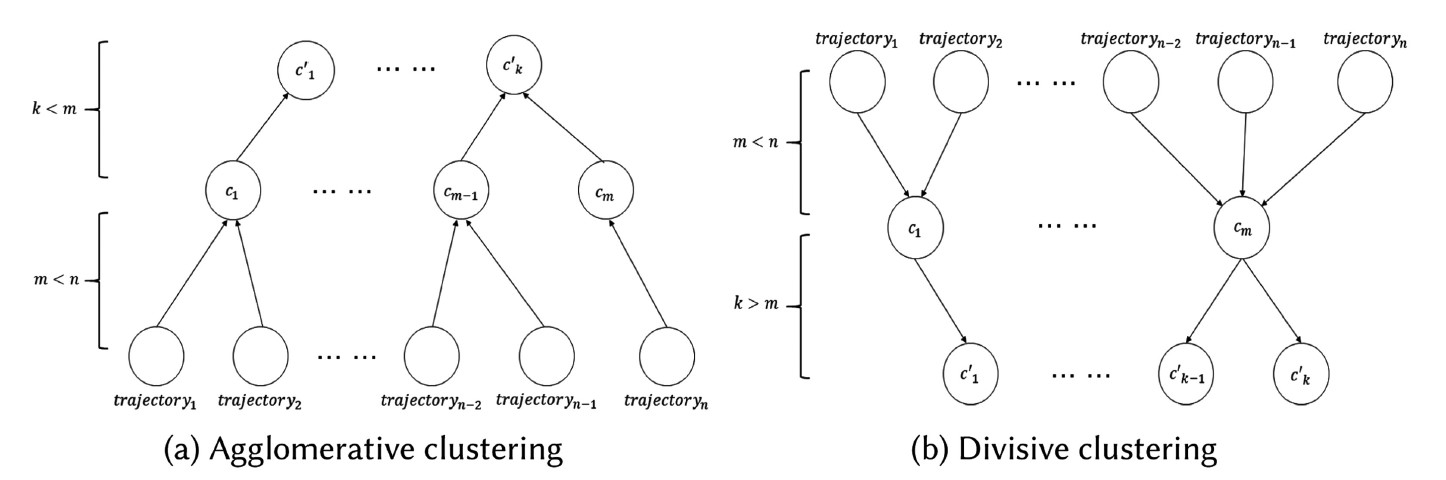 c'₁ ... ... c'ₖ
k < m
c₁ ... ... cₘ₋₁ cₘ
m < n
... ...
trajectory₁ trajectory₂ trajectoryₙ₋₂ trajectoryₙ₋₁ trajectoryₙ
(a) Agglomerative clustering
trajectory₁ trajectory₂ trajectoryₙ₋₂ trajectoryₙ₋₁ trajectoryₙ
... ...
m < n
c₁ ... ... cₘ
k > m
c'₁ ... ... c'ₖ₋₁ c'ₖ
(b) Divisive clustering